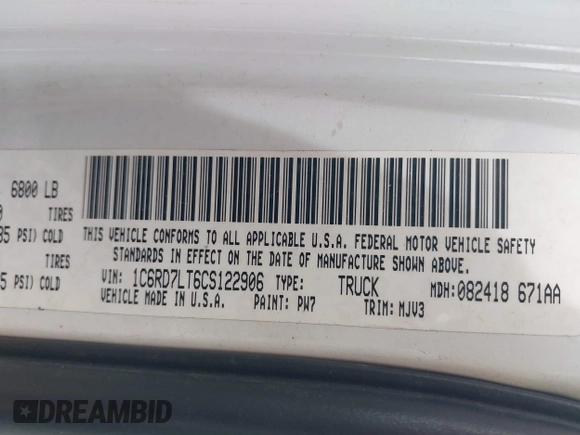 6800 LB
TIRES
PSI) COLD
TIRES
PSI) COLD
THIS VEHICLE CONFORMS TO ALL APPLICABLE U.S.A. FEDERAL MOTOR VEHICLE SAFETY
STANDARDS IN EFFECT ON THE DATE OF MANUFACTURE SHOWN ABOVE.
VIN: 1C6RD7LT6CS122906 TYPE: TRUCK MDH: 082418 671AA
VEHICLE MADE IN U.S.A. PAINT: PW7 TRIM: MJV3
DREAMBID